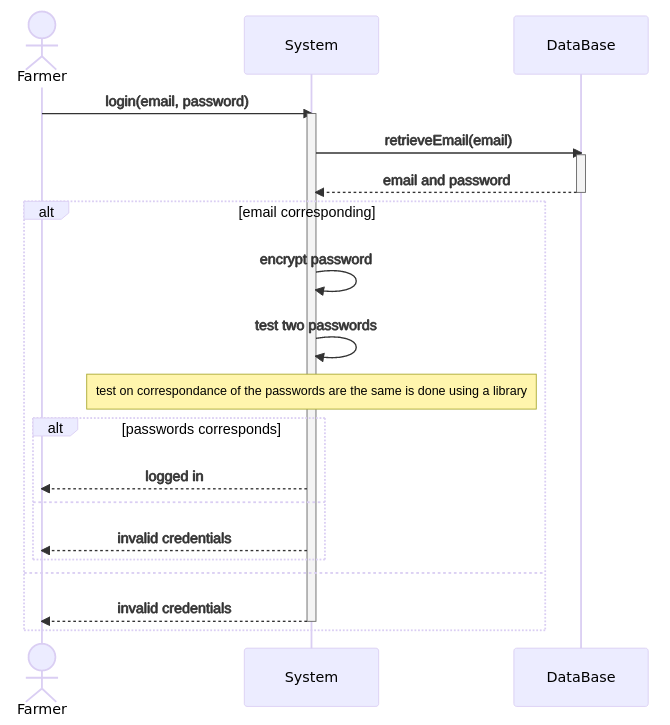 System
DataBase
Farmer
login(email, password)
retrieveEmail(email)
email and password
alt
[email corresponding]
encrypt password
test two passwords
test on correspondance of the passwords are the same is done using a library
alt
[passwords corresponds]
logged in
invalid credentials
invalid credentials
System
DataBase
Farmer